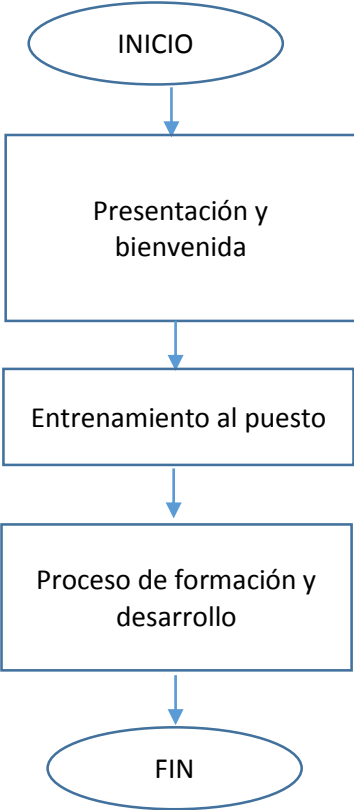 INICIO
Presentación y
bienvenida
Entrenamiento al puesto
Proceso de formación y
desarrollo
FIN